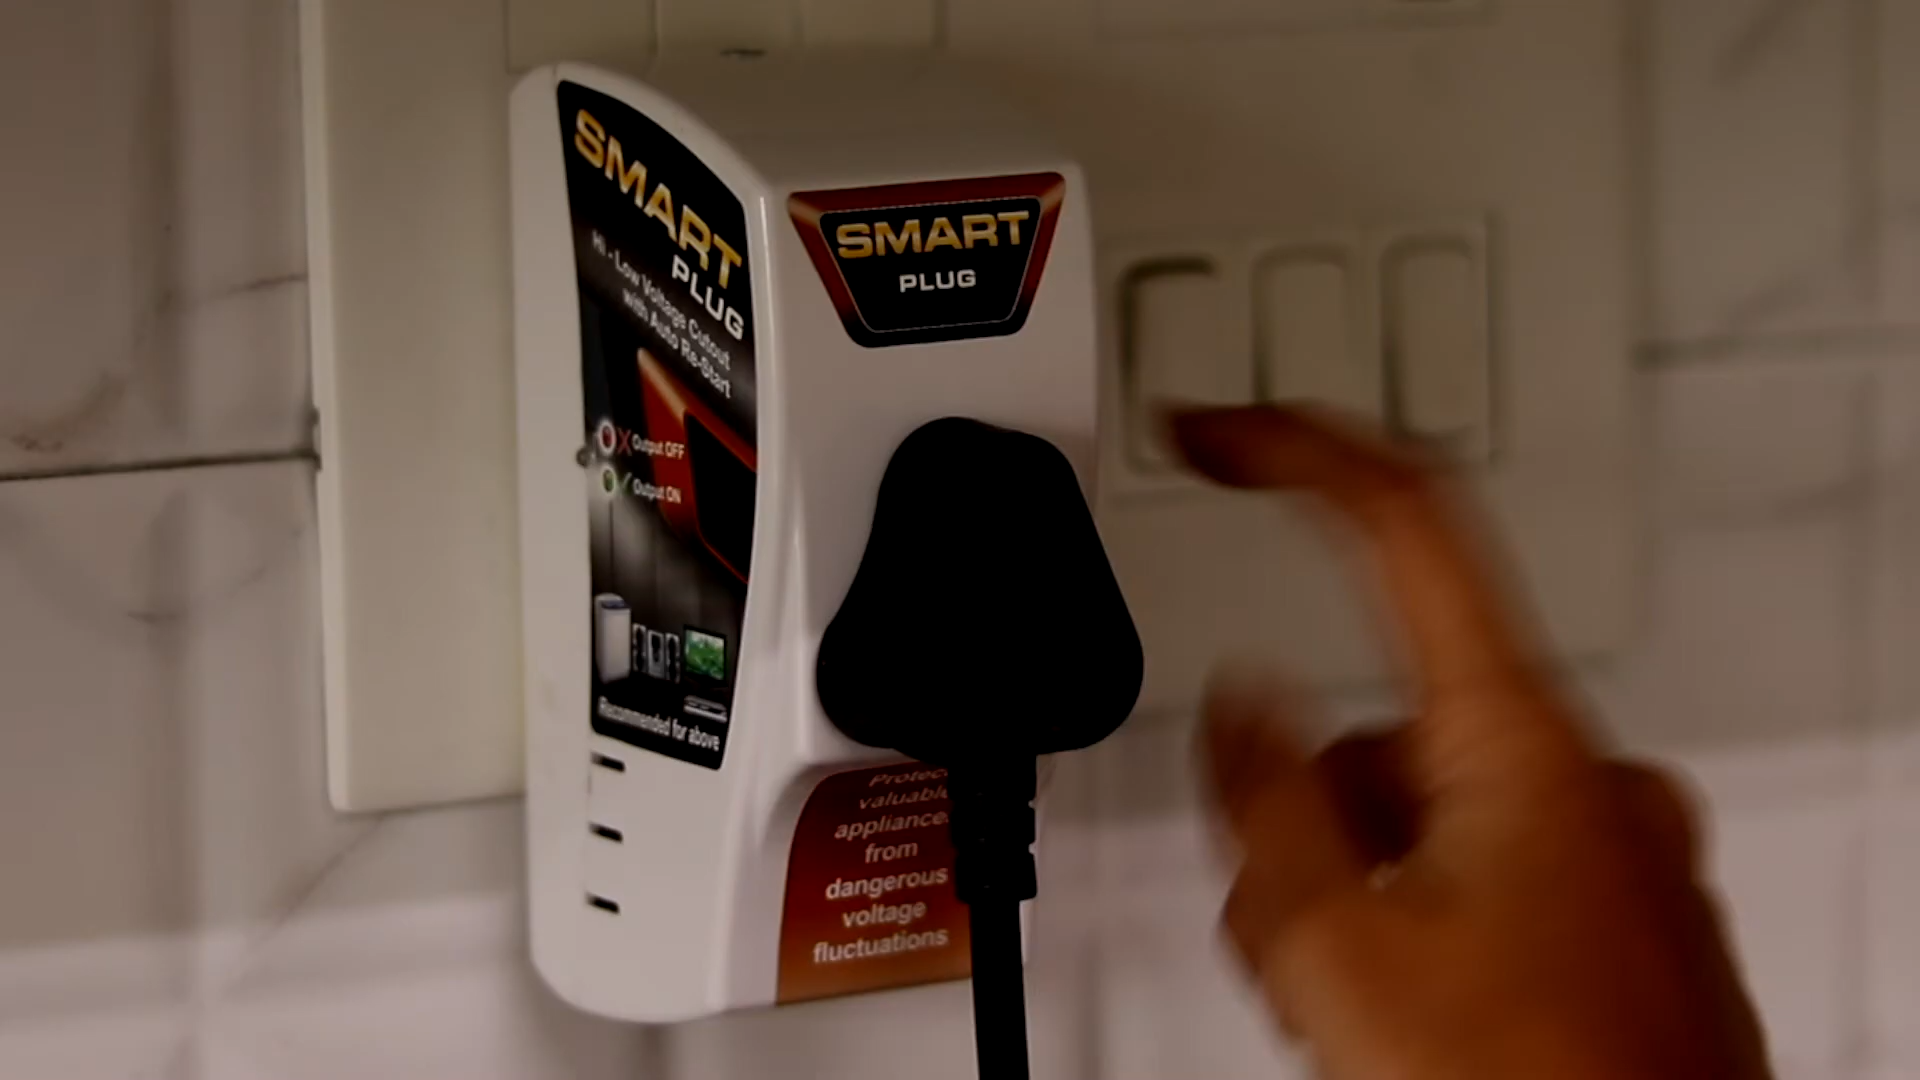 SMART
PLUG
Hi - Low Voltage Cutout
with Auto Re-Start
Output OFF
Output ON
Recommended for above
SMART
PLUG
valuable
from
dangerous
voltage
fluctuations